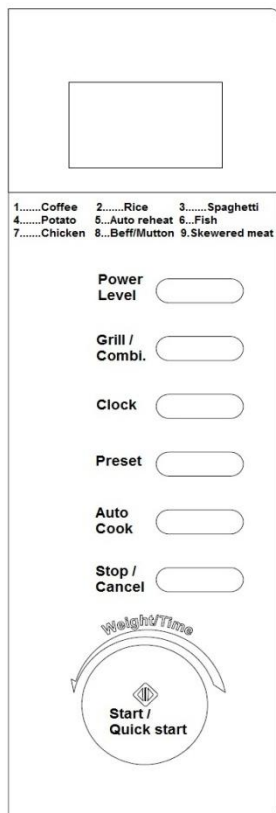 1.......Coffee 2.......Rice 3.......Spaghetti
4......Potato 5...Auto reheat 6...Fish
7.......Chicken 8...Beff/Mutton 9.Skewered meat
Power
Level
Grill /
Combi.
Clock
Preset
Auto
Cook
Stop /
Cancel
Weight/Time
Start /
Quick start